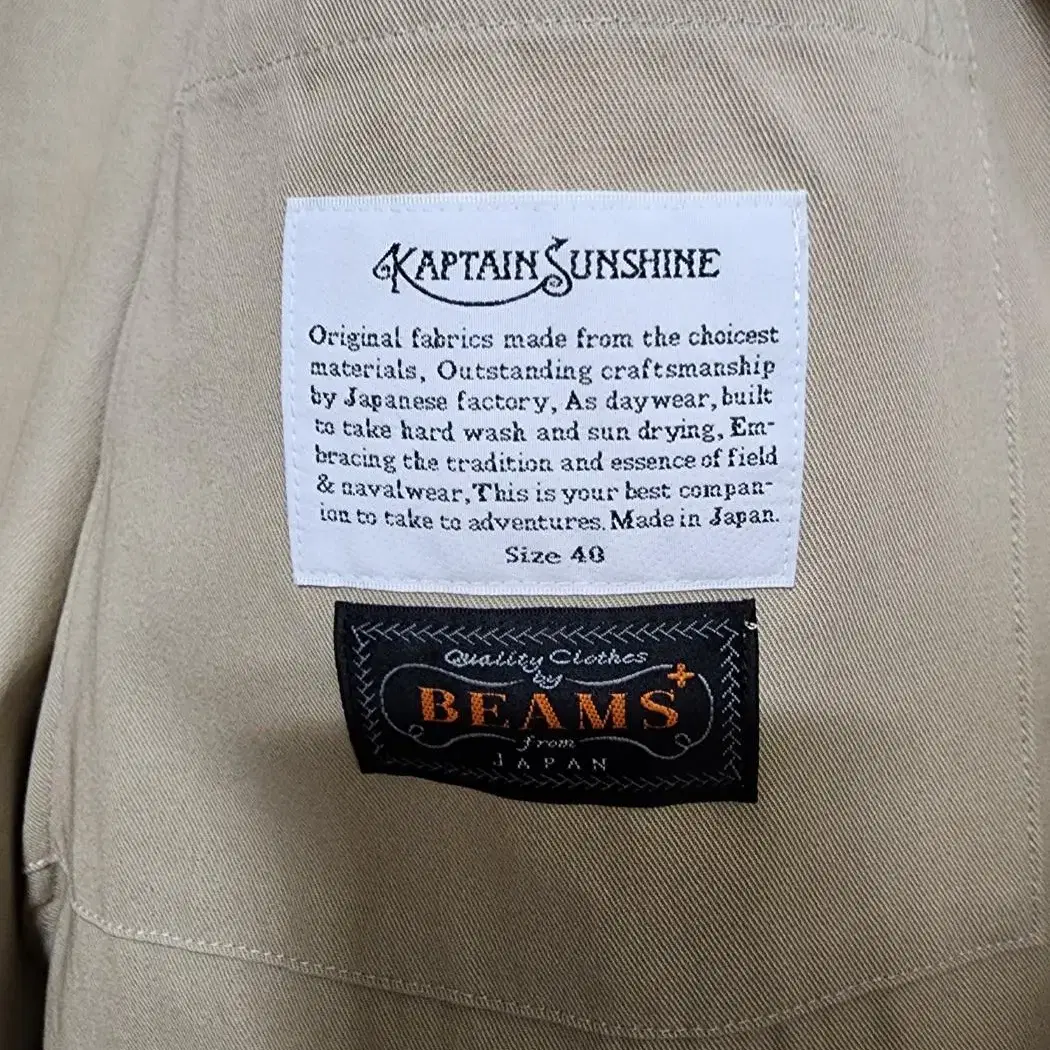 KAPTAIN SUNSHINE
Original fabrics made from the choicest
materials, Outstanding craftsmanship
by Japanese factory, As daywear, built
to take hard wash and sun drying, Em-
bracing the tradition and essence of field
& navalwear, This is your best compan-
ion to take to adventures. Made in Japan.
Size 40
Quality Clothes
by
BEAMS+
from
JAPAN